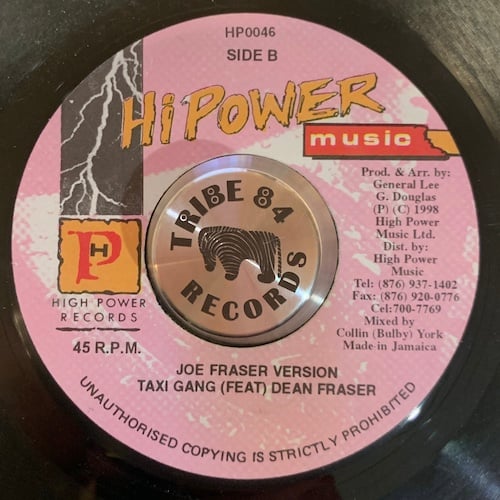 HP0046
SIDE B
HiPOWER
music
Prod. & Arr. by:
General Lee
G. Douglas
(P) (C) 1998
High Power
Music Ltd.
Dist. by:
High Power
Music
Tel: (876) 937-1402
Fax: (876) 920-0776
Cel:700-7769
Mixed by
Collin (Bulby) York
Made in Jamaica
TRIBE 84
RECORDS
PH
HIGH POWER
RECORDS
45 R.P.M.
JOE FRASER VERSION
TAXI GANG (FEAT) DEAN FRASER
UNAUTHORISED COPYING IS STRICTLY PROHIBITED